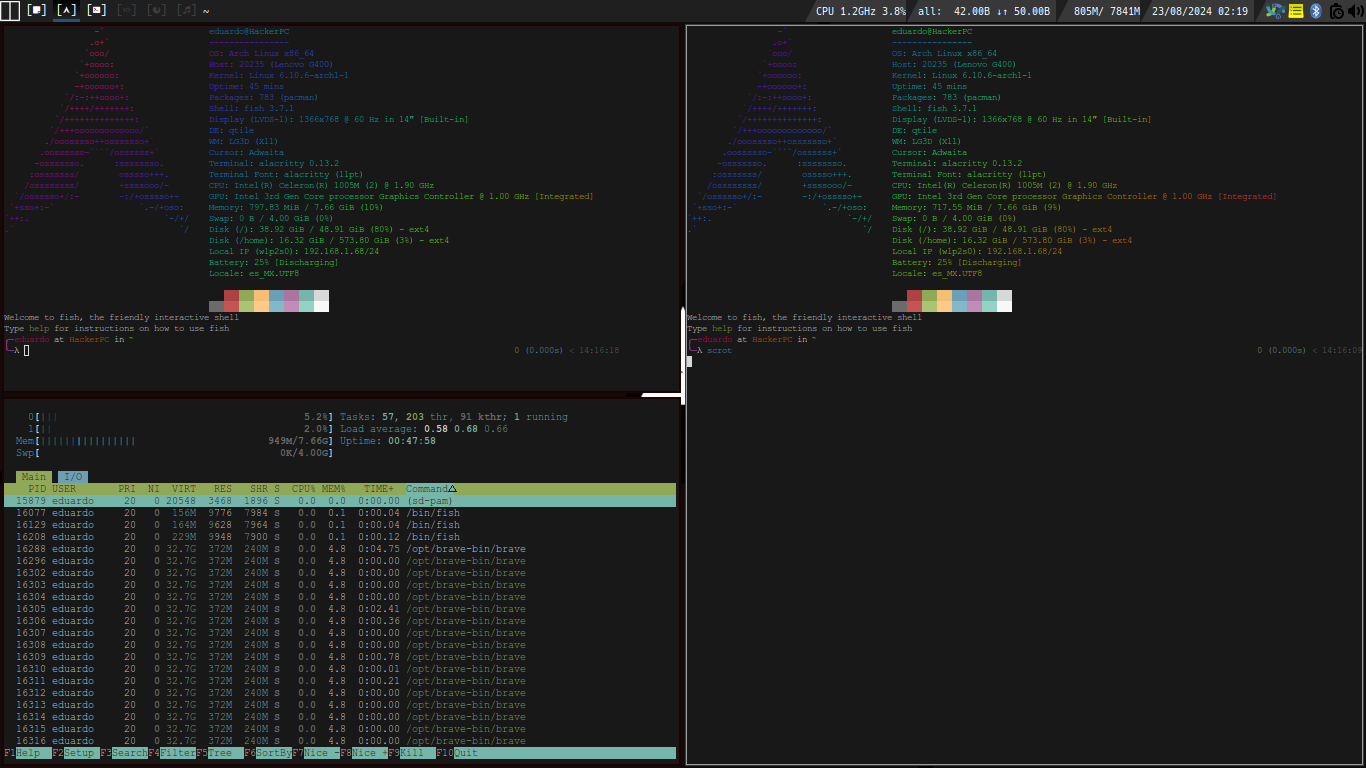 ~ CPU 1.2GHz 3.8% all: 42.00B ↓↑ 50.00B 805M/ 7841M 23/08/2024 02:19
eduardo@HackerPC
----------------
OS: Arch Linux x86_64
Host: 20235 (Lenovo G400)
Kernel: Linux 6.10.6-arch1-1
Uptime: 45 mins
Packages: 783 (pacman)
Shell: fish 3.7.1
Display (LVDS-1): 1366x768 @ 60 Hz in 14″ [Built-in]
DE: qtile
WM: LG3D (X11)
Cursor: Adwaita
Terminal: alacritty 0.13.2
Terminal Font: alacritty (11pt)
CPU: Intel(R) Celeron(R) 1005M (2) @ 1.90 GHz
GPU: Intel 3rd Gen Core processor Graphics Controller @ 1.00 GHz [Integrated]
Memory: 797.83 MiB / 7.66 GiB (10%)
Swap: 0 B / 4.00 GiB (0%)
Disk (/): 38.92 GiB / 48.91 GiB (80%) - ext4
Disk (/home): 16.32 GiB / 573.80 GiB (3%) - ext4
Local IP (wlp2s0): 192.168.1.68/24
Battery: 25% [Discharging]
Locale: es_MX.UTF8
Welcome to fish, the friendly interactive shell
Type help for instructions on how to use fish
eduardo at HackerPC in ~
λ 0 (0.000s) < 14:16:18
0[||| 5.2%] Tasks: 57, 203 thr, 91 kthr; 1 running
1[|| 2.0%] Load average: 0.58 0.68 0.66
Mem[|||||||||||||||| 949M/7.66G] Uptime: 00:47:58
Swp[ 0K/4.00G]
Main I/O
PID USER PRI NI VIRT RES SHR S CPU% MEM% TIME+ Command△
15879 eduardo 20 0 20548 3468 1896 S 0.0 0.0 0:00.00 (sd-pam)
16077 eduardo 20 0 156M 9776 7984 S 0.0 0.1 0:00.04 /bin/fish
16129 eduardo 20 0 164M 9628 7964 S 0.0 0.1 0:00.04 /bin/fish
16208 eduardo 20 0 229M 9948 7900 S 0.0 0.1 0:00.12 /bin/fish
16288 eduardo 20 0 32.7G 372M 240M S 0.0 4.8 0:04.75 /opt/brave-bin/brave
16296 eduardo 20 0 32.7G 372M 240M S 0.0 4.8 0:00.00 /opt/brave-bin/brave
16302 eduardo 20 0 32.7G 372M 240M S 0.0 4.8 0:00.00 /opt/brave-bin/brave
16303 eduardo 20 0 32.7G 372M 240M S 0.0 4.8 0:00.00 /opt/brave-bin/brave
16304 eduardo 20 0 32.7G 372M 240M S 0.0 4.8 0:00.00 /opt/brave-bin/brave
16305 eduardo 20 0 32.7G 372M 240M S 0.0 4.8 0:02.41 /opt/brave-bin/brave
16306 eduardo 20 0 32.7G 372M 240M S 0.0 4.8 0:00.36 /opt/brave-bin/brave
16307 eduardo 20 0 32.7G 372M 240M S 0.0 4.8 0:00.00 /opt/brave-bin/brave
16308 eduardo 20 0 32.7G 372M 240M S 0.0 4.8 0:00.00 /opt/brave-bin/brave
16309 eduardo 20 0 32.7G 372M 240M S 0.0 4.8 0:00.78 /opt/brave-bin/brave
16310 eduardo 20 0 32.7G 372M 240M S 0.0 4.8 0:00.01 /opt/brave-bin/brave
16311 eduardo 20 0 32.7G 372M 240M S 0.0 4.8 0:00.21 /opt/brave-bin/brave
16312 eduardo 20 0 32.7G 372M 240M S 0.0 4.8 0:00.00 /opt/brave-bin/brave
16313 eduardo 20 0 32.7G 372M 240M S 0.0 4.8 0:00.00 /opt/brave-bin/brave
16314 eduardo 20 0 32.7G 372M 240M S 0.0 4.8 0:00.00 /opt/brave-bin/brave
16315 eduardo 20 0 32.7G 372M 240M S 0.0 4.8 0:00.00 /opt/brave-bin/brave
16316 eduardo 20 0 32.7G 372M 240M S 0.0 4.8 0:00.00 /opt/brave-bin/brave
F1Help F2Setup F3SearchF4FilterF5Tree F6SortByF7Nice -F8Nice +F9Kill F10Quit
eduardo@HackerPC
----------------
OS: Arch Linux x86_64
Host: 20235 (Lenovo G400)
Kernel: Linux 6.10.6-arch1-1
Uptime: 45 mins
Packages: 783 (pacman)
Shell: fish 3.7.1
Display (LVDS-1): 1366x768 @ 60 Hz in 14″ [Built-in]
DE: qtile
WM: LG3D (X11)
Cursor: Adwaita
Terminal: alacritty 0.13.2
Terminal Font: alacritty (11pt)
CPU: Intel(R) Celeron(R) 1005M (2) @ 1.90 GHz
GPU: Intel 3rd Gen Core processor Graphics Controller @ 1.00 GHz [Integrated]
Memory: 717.55 MiB / 7.66 GiB (9%)
Swap: 0 B / 4.00 GiB (0%)
Disk (/): 38.92 GiB / 48.91 GiB (80%) - ext4
Disk (/home): 16.32 GiB / 573.80 GiB (3%) - ext4
Local IP (wlp2s0): 192.168.1.68/24
Battery: 25% [Discharging]
Locale: es_MX.UTF8
Welcome to fish, the friendly interactive shell
Type help for instructions on how to use fish
eduardo at HackerPC in ~
λ scrot 0 (0.000s) < 14:16:09